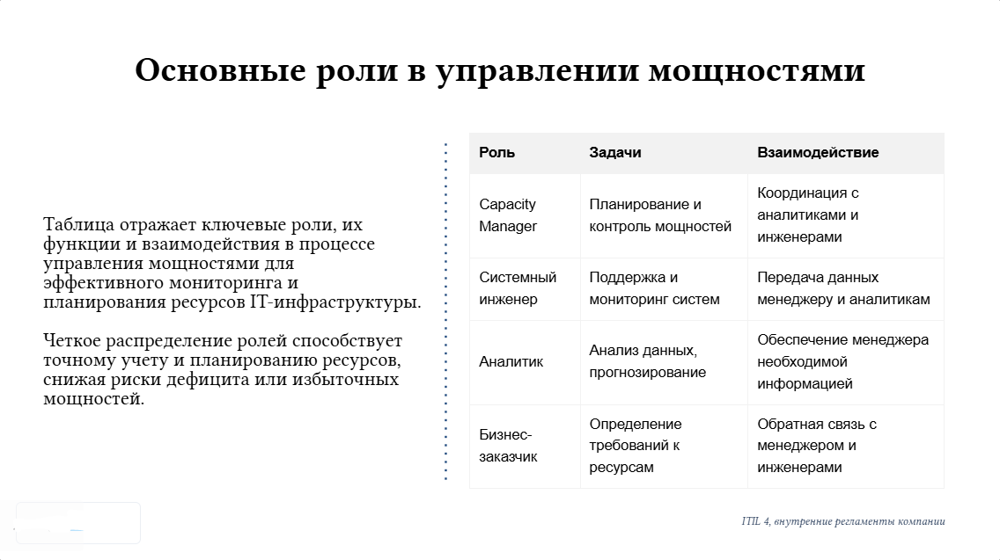 Основные роли в управлении мощностями
Таблица отражает ключевые роли, их
функции и взаимодействия в процессе
управления мощностями для
эффективного мониторинга и
планирования ресурсов IT-инфраструктуры.
Четкое распределение ролей способствует
точному учету и планированию ресурсов,
снижая риски дефицита или избыточных
мощностей.
Роль
Задачи
Взаимодействие
Capacity
Manager
Планирование и
контроль мощностей
Координация с
аналитиками и
инженерами
Системный
инженер
Поддержка и
мониторинг систем
Передача данных
менеджеру и аналитикам
Аналитик
Анализ данных,
прогнозирование
Обеспечение менеджера
необходимой
информацией
Бизнес-
заказчик
Определение
требований к
ресурсам
Обратная связь с
менеджером и
инженерами
ITIL 4, внутренние регламенты компании